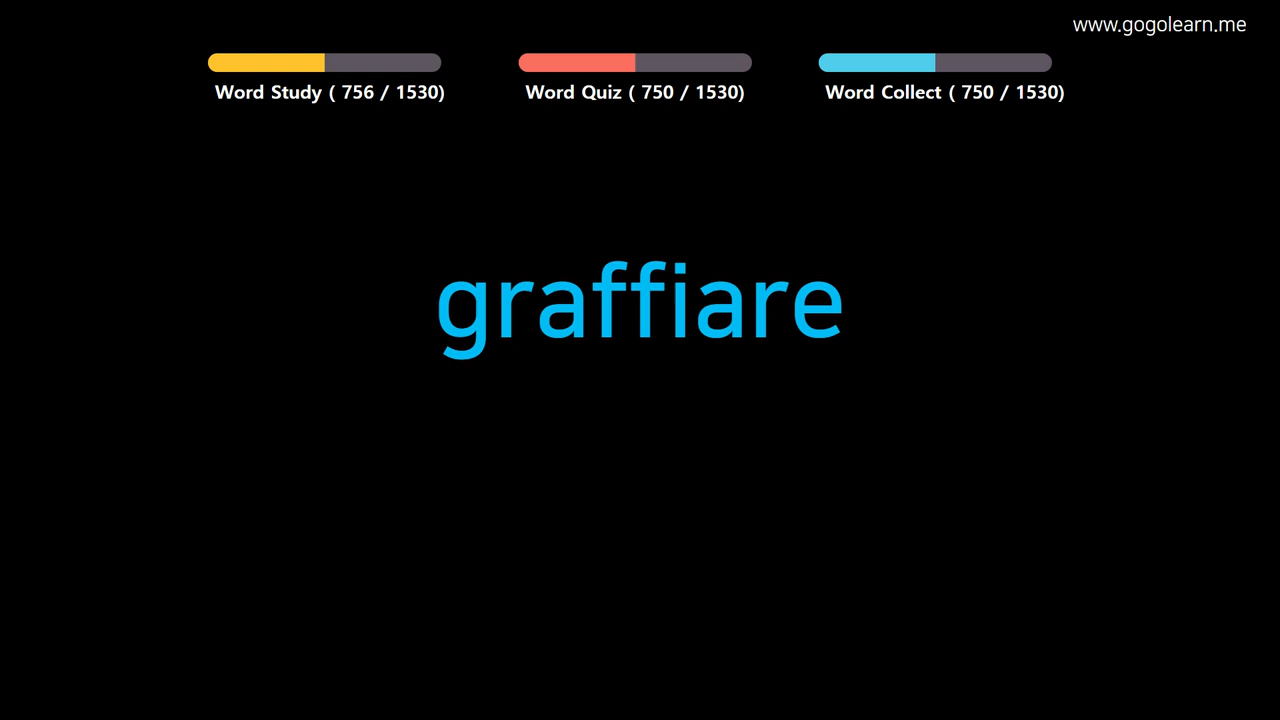 www.gogolearn.me
Word Study ( 756 / 1530)
Word Quiz ( 750 / 1530)
Word Collect ( 750 / 1530)
graffiare